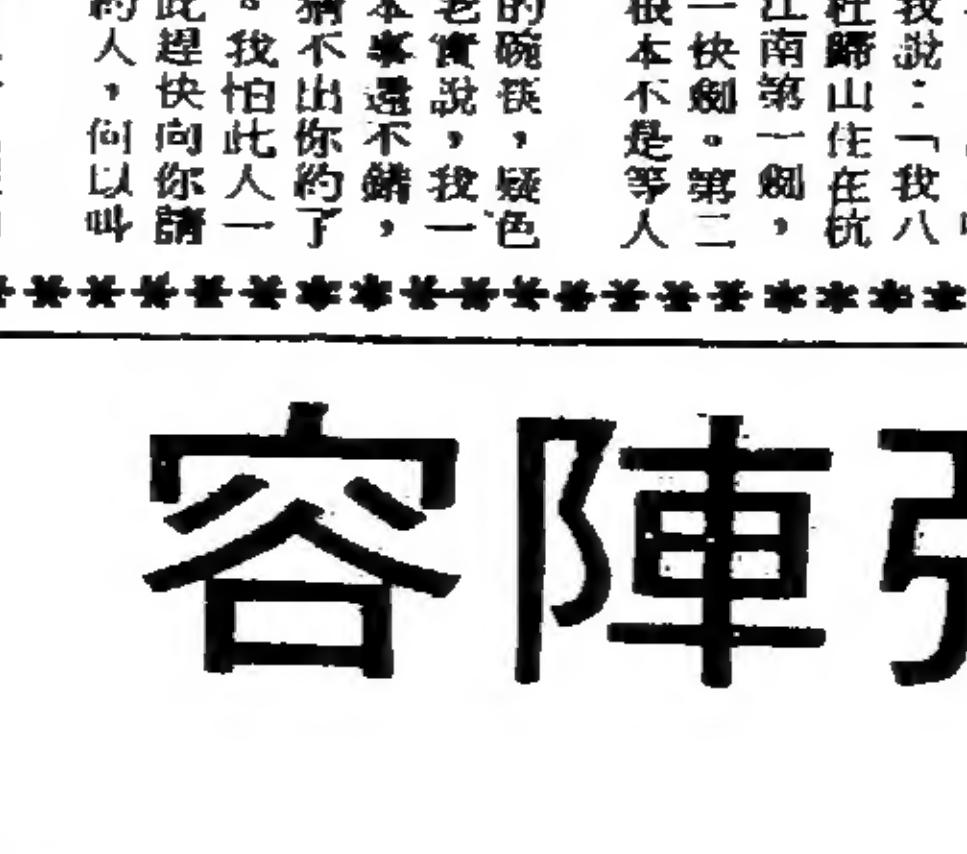 我說：「我八
杜歸山住在杭
江南第一劍，
一快劍。第二
根本不是等人
的碗筷，疑色
老實說，我一
本事還不錯，
猜不出你約了
。我怕此人一
此趕快向你請
約人，何以叫
陣容